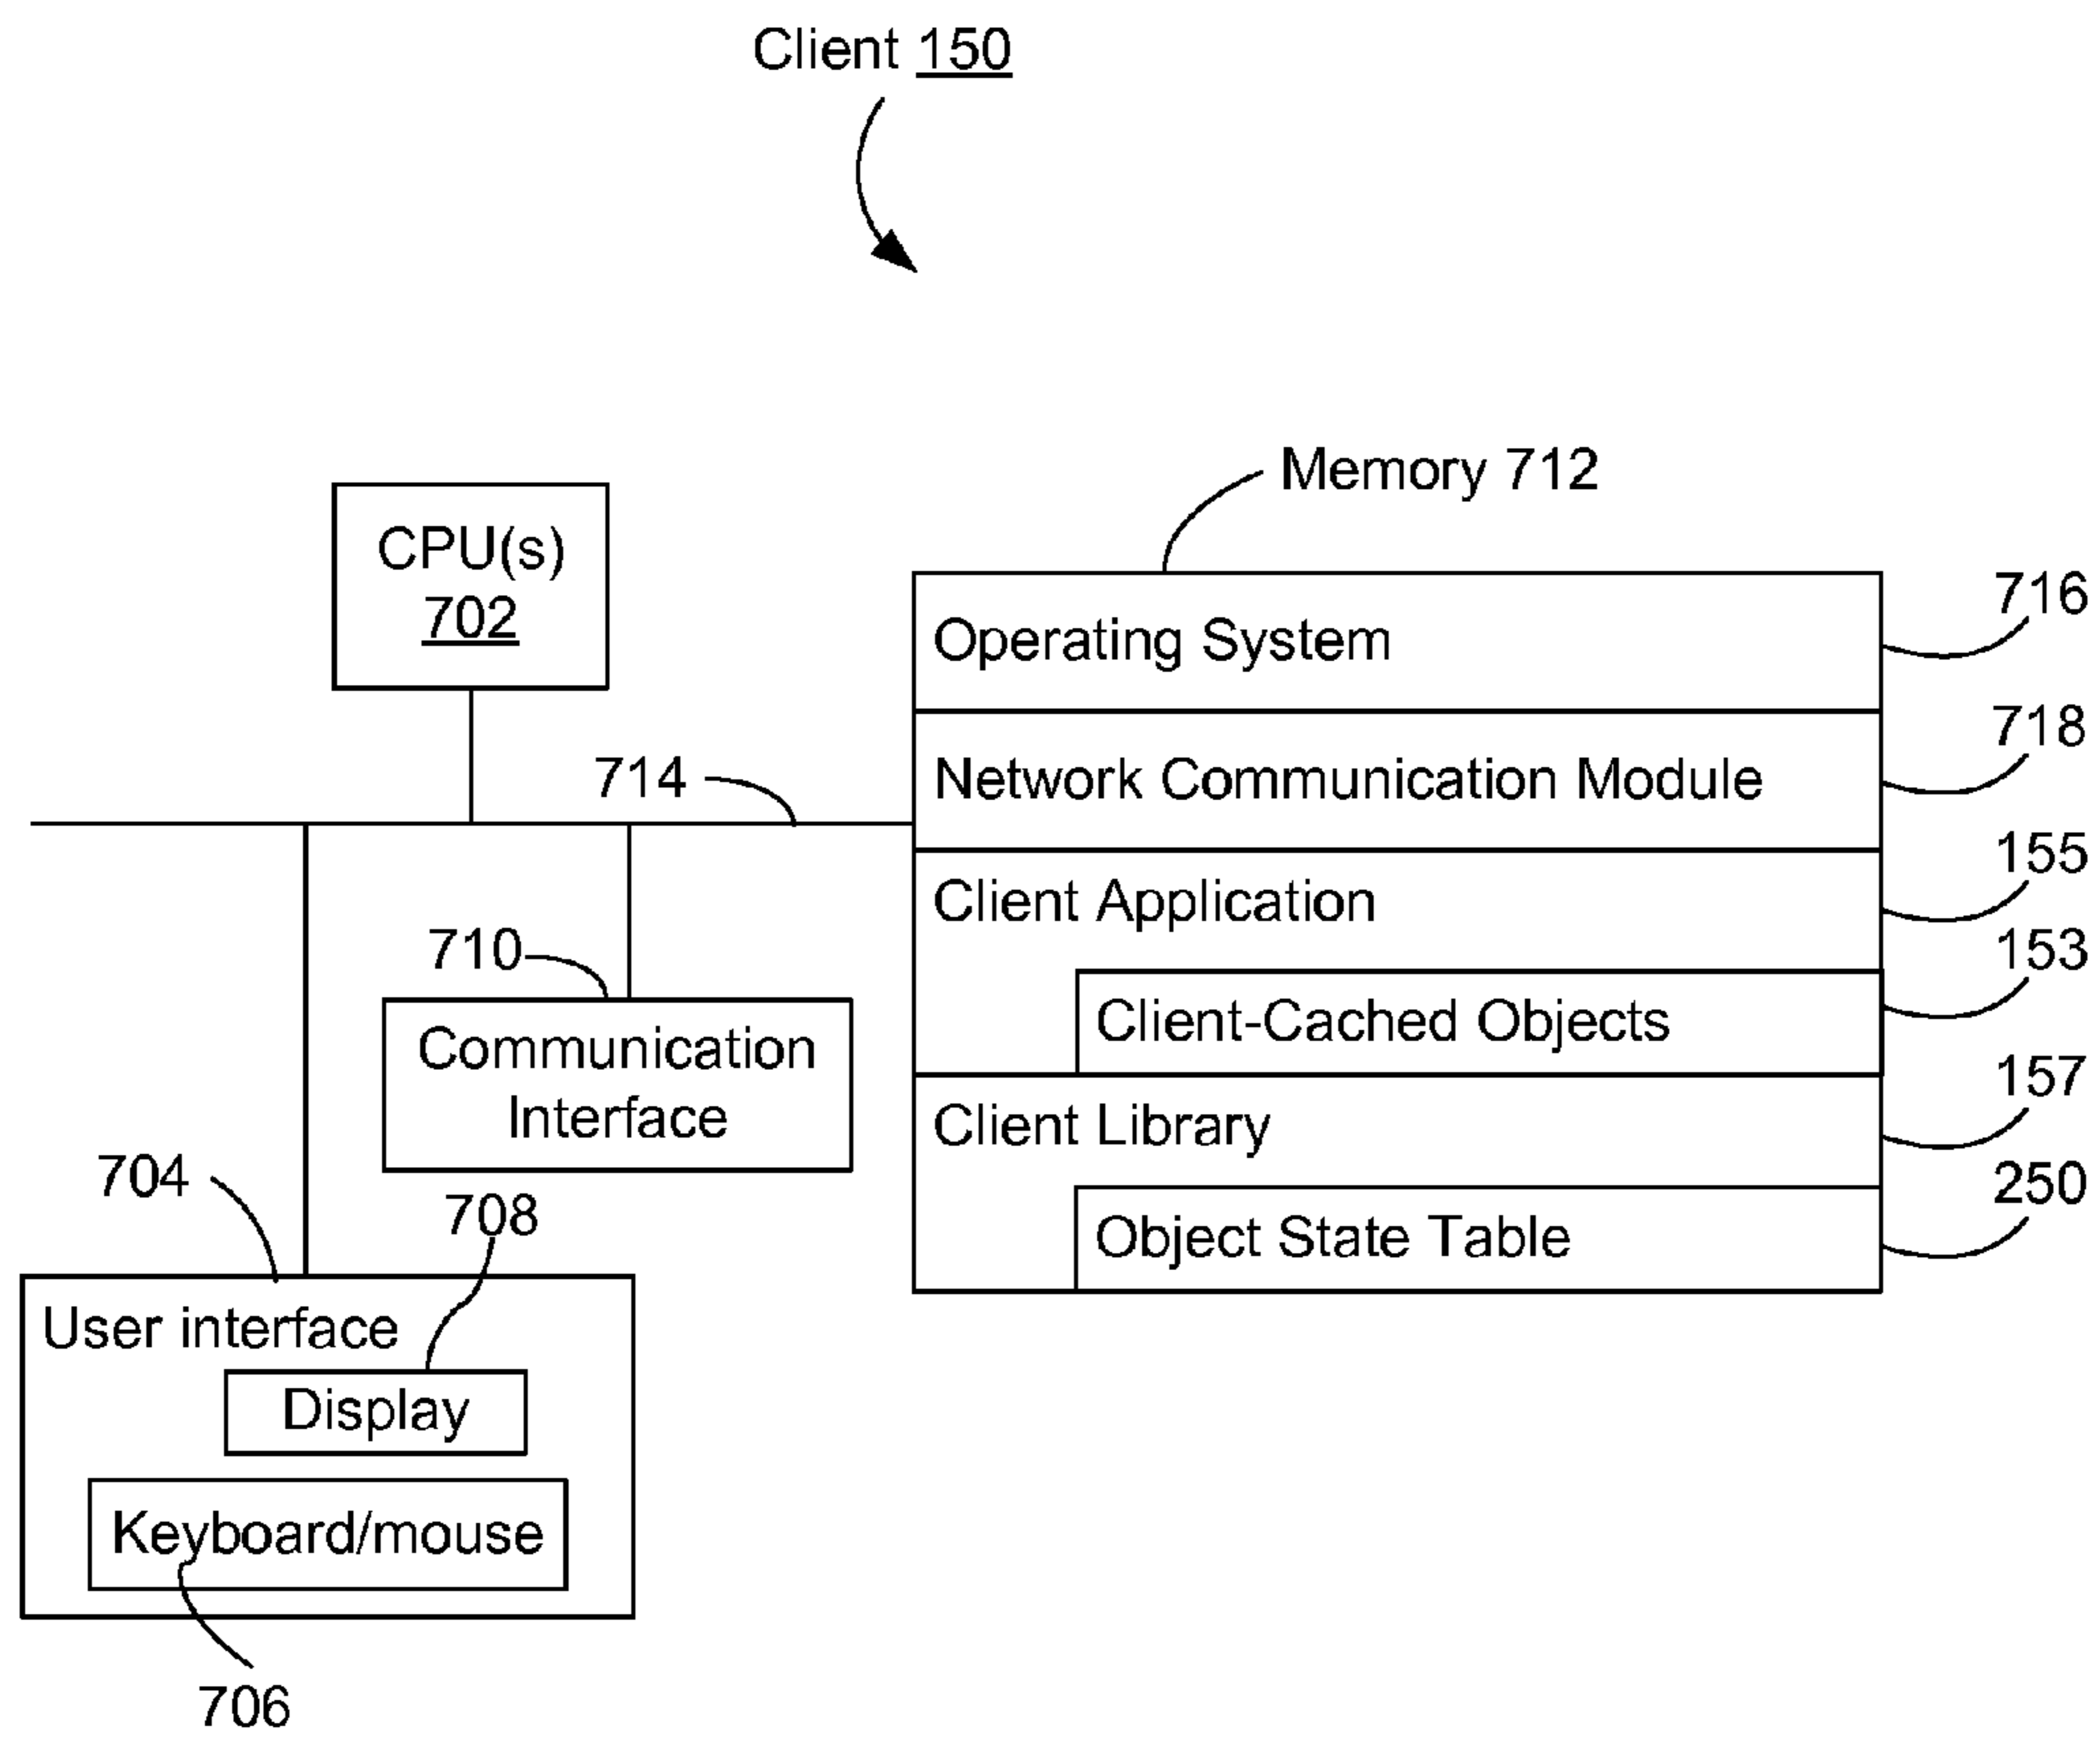 Client 150
Memory 712
CPU(s)
702
Operating System
716
Network Communication Module
718
714
Client Application
155
Client-Cached Objects
153
710
Communication
Interface
Client Library
157
Object State Table
250
704
708
User interface
Display
Keyboard/mouse
706